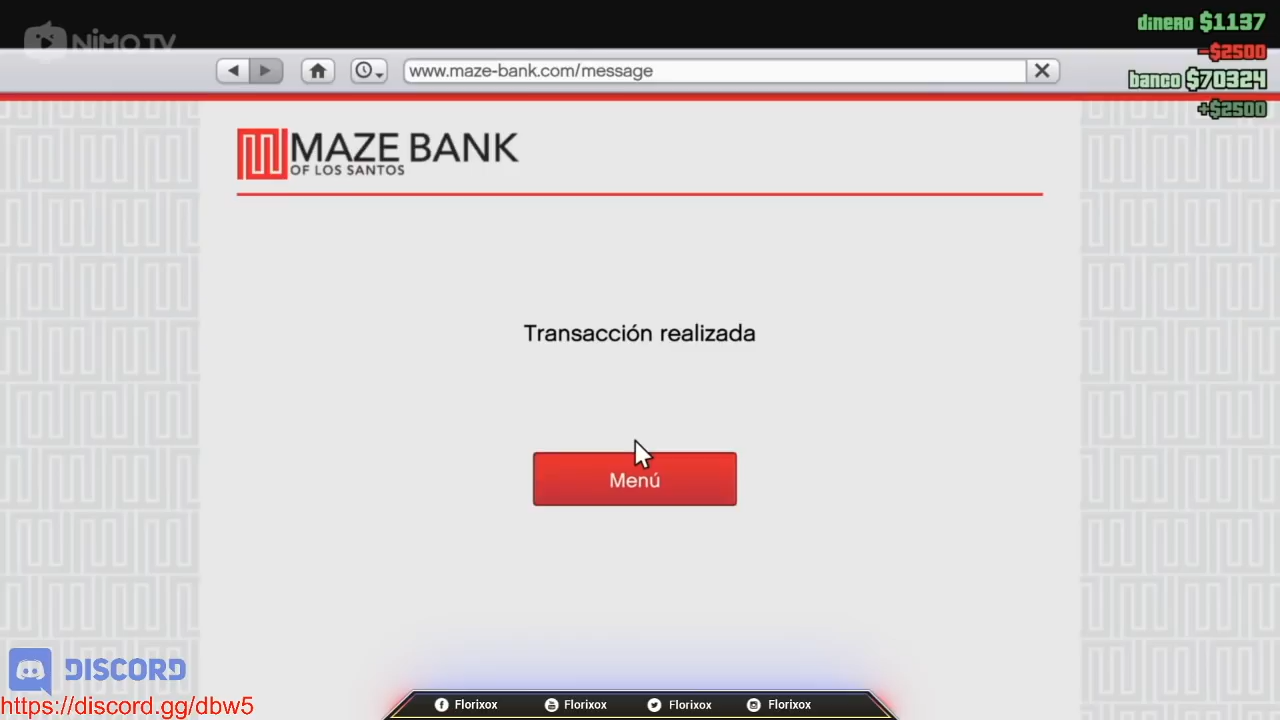 NIMO TV
dinero $1137
-$2500
www.maze-bank.com/message
banco $70324
+$2500
MAZE BANK
OF LOS SANTOS
Transacción realizada
Menú
DISCORD
https://discord.gg/dbw5
Florixox
Florixox
Florixox
Florixox